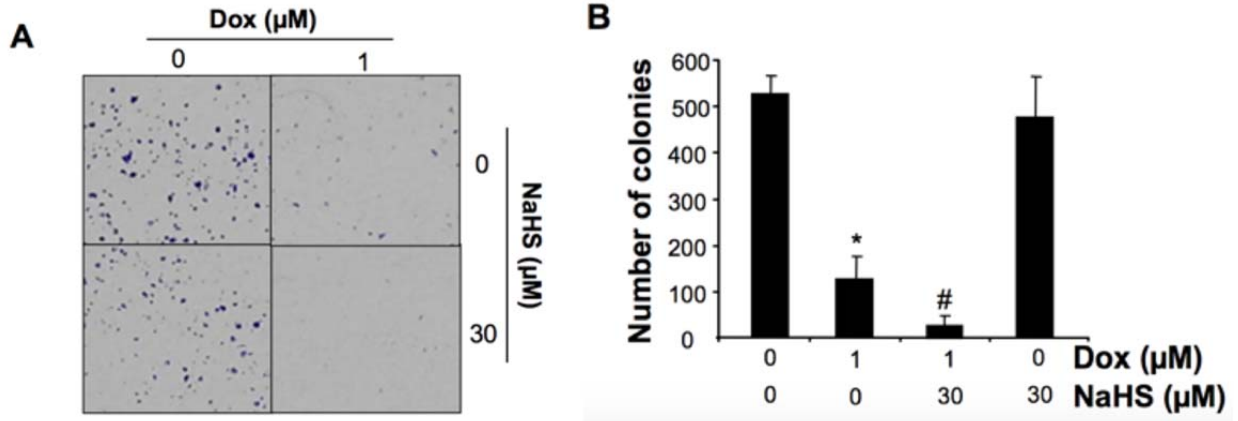 A
Dox (µM)
0 1
0
30
NaHS (µM)
B
Number of colonies
600
500
400
300
200
100
0
*
#
0 1 1 0 Dox (µM)
0 0 30 30 NaHS (µM)